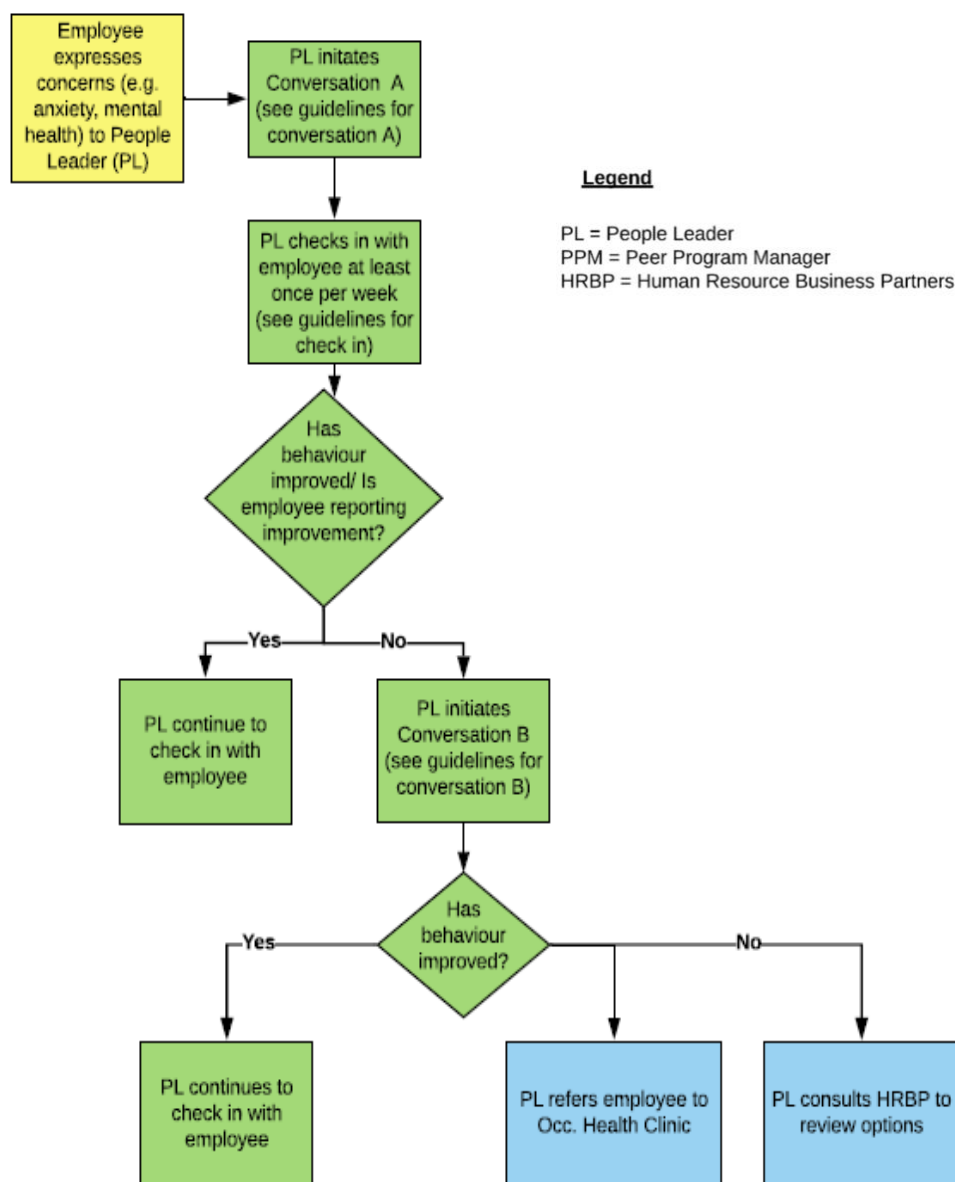 Employee
expresses
concerns (e.g.
anxiety, mental
health) to People
Leader (PL)
PL initates
Conversation A
(see guidelines for
conversation A)
Legend
PL = People Leader
PPM = Peer Program Manager
HRBP = Human Resource Business Partners
PL checks in with
employee at least
once per week
(see guidelines for
check in)
Has
behaviour
improved/ Is
employee reporting
improvement?
Yes
No
PL continue to
check in with
employee
PL initiates
Conversation B
(see guidelines for
conversation B)
Has
behaviour
improved?
Yes
No
PL continues to
check in with
employee
PL refers employee to
Occ. Health Clinic
PL consults HRBP to
review options